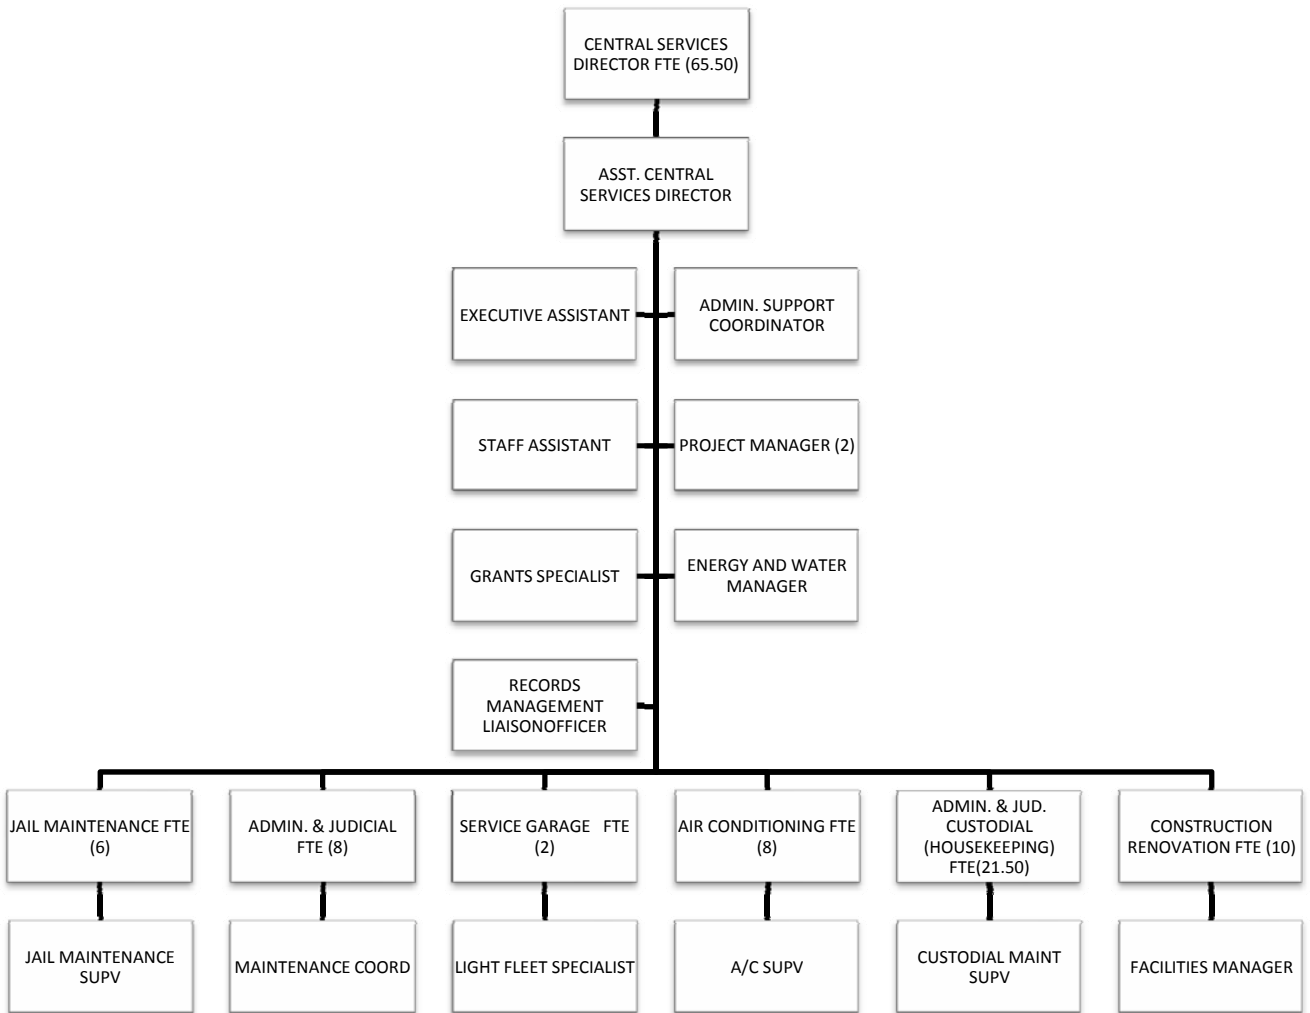 CENTRAL SERVICES
DIRECTOR FTE (65.50)
ASST. CENTRAL
SERVICES DIRECTOR
EXECUTIVE ASSISTANT
ADMIN. SUPPORT
COORDINATOR
STAFF ASSISTANT
PROJECT MANAGER (2)
GRANTS SPECIALIST
ENERGY AND WATER
MANAGER
RECORDS
MANAGEMENT
LIAISONOFFICER
JAIL MAINTENANCE FTE
(6)
ADMIN. & JUDICIAL
FTE (8)
SERVICE GARAGE FTE
(2)
AIR CONDITIONING FTE
(8)
ADMIN. & JUD.
CUSTODIAL
(HOUSEKEEPING)
FTE(21.50)
CONSTRUCTION
RENOVATION FTE (10)
JAIL MAINTENANCE
SUPV
MAINTENANCE COORD
LIGHT FLEET SPECIALIST
A/C SUPV
CUSTODIAL MAINT
SUPV
FACILITIES MANAGER